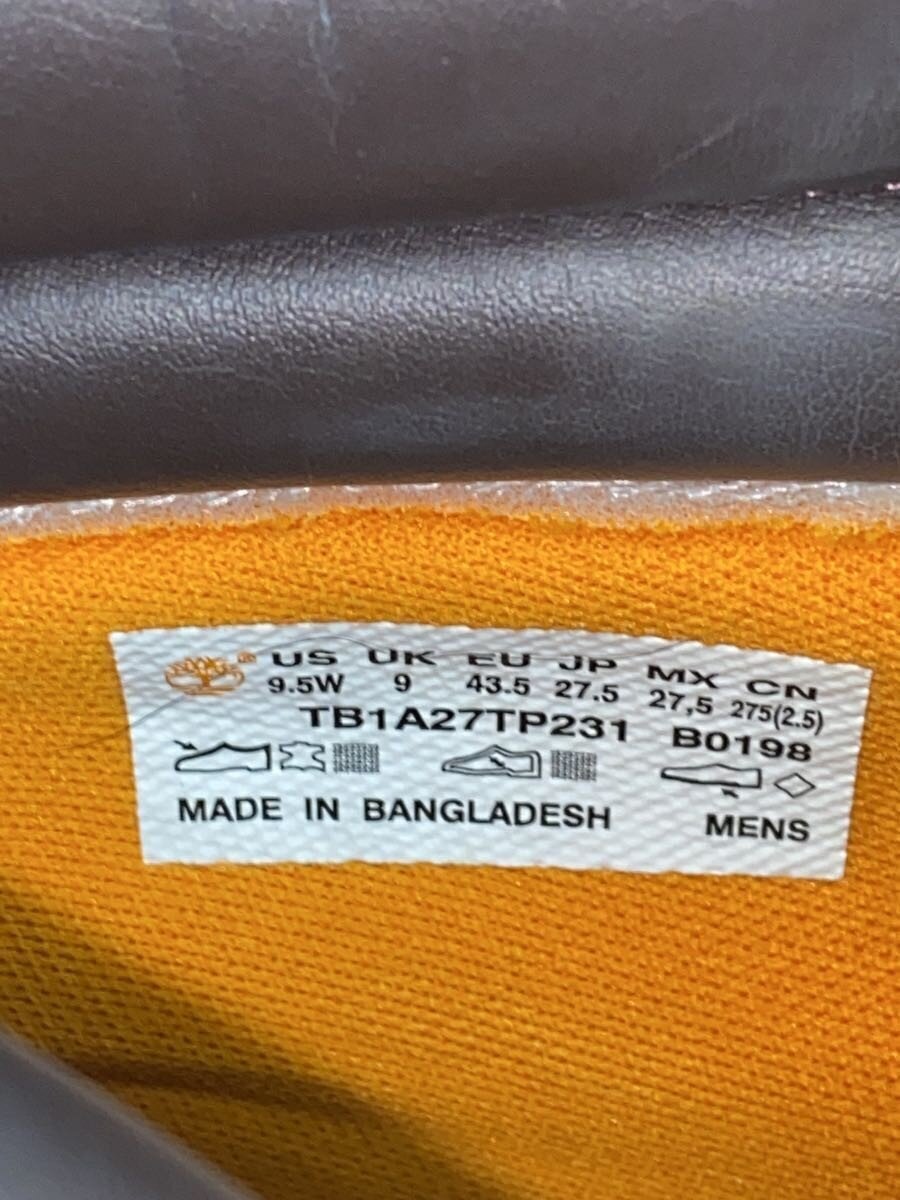 ® US UK EU JP MX CN
9.5W 9 43.5 27.5 27,5 275(2.5)
TB1A27TP231 B0198
MADE IN BANGLADESH MENS